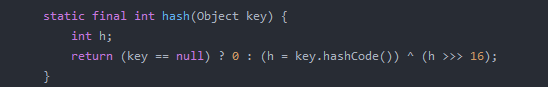 static final int hash(Object key) {
int h;
return (key == null) ? 0 : (h = key.hashCode()) ^ (h >>> 16);
}